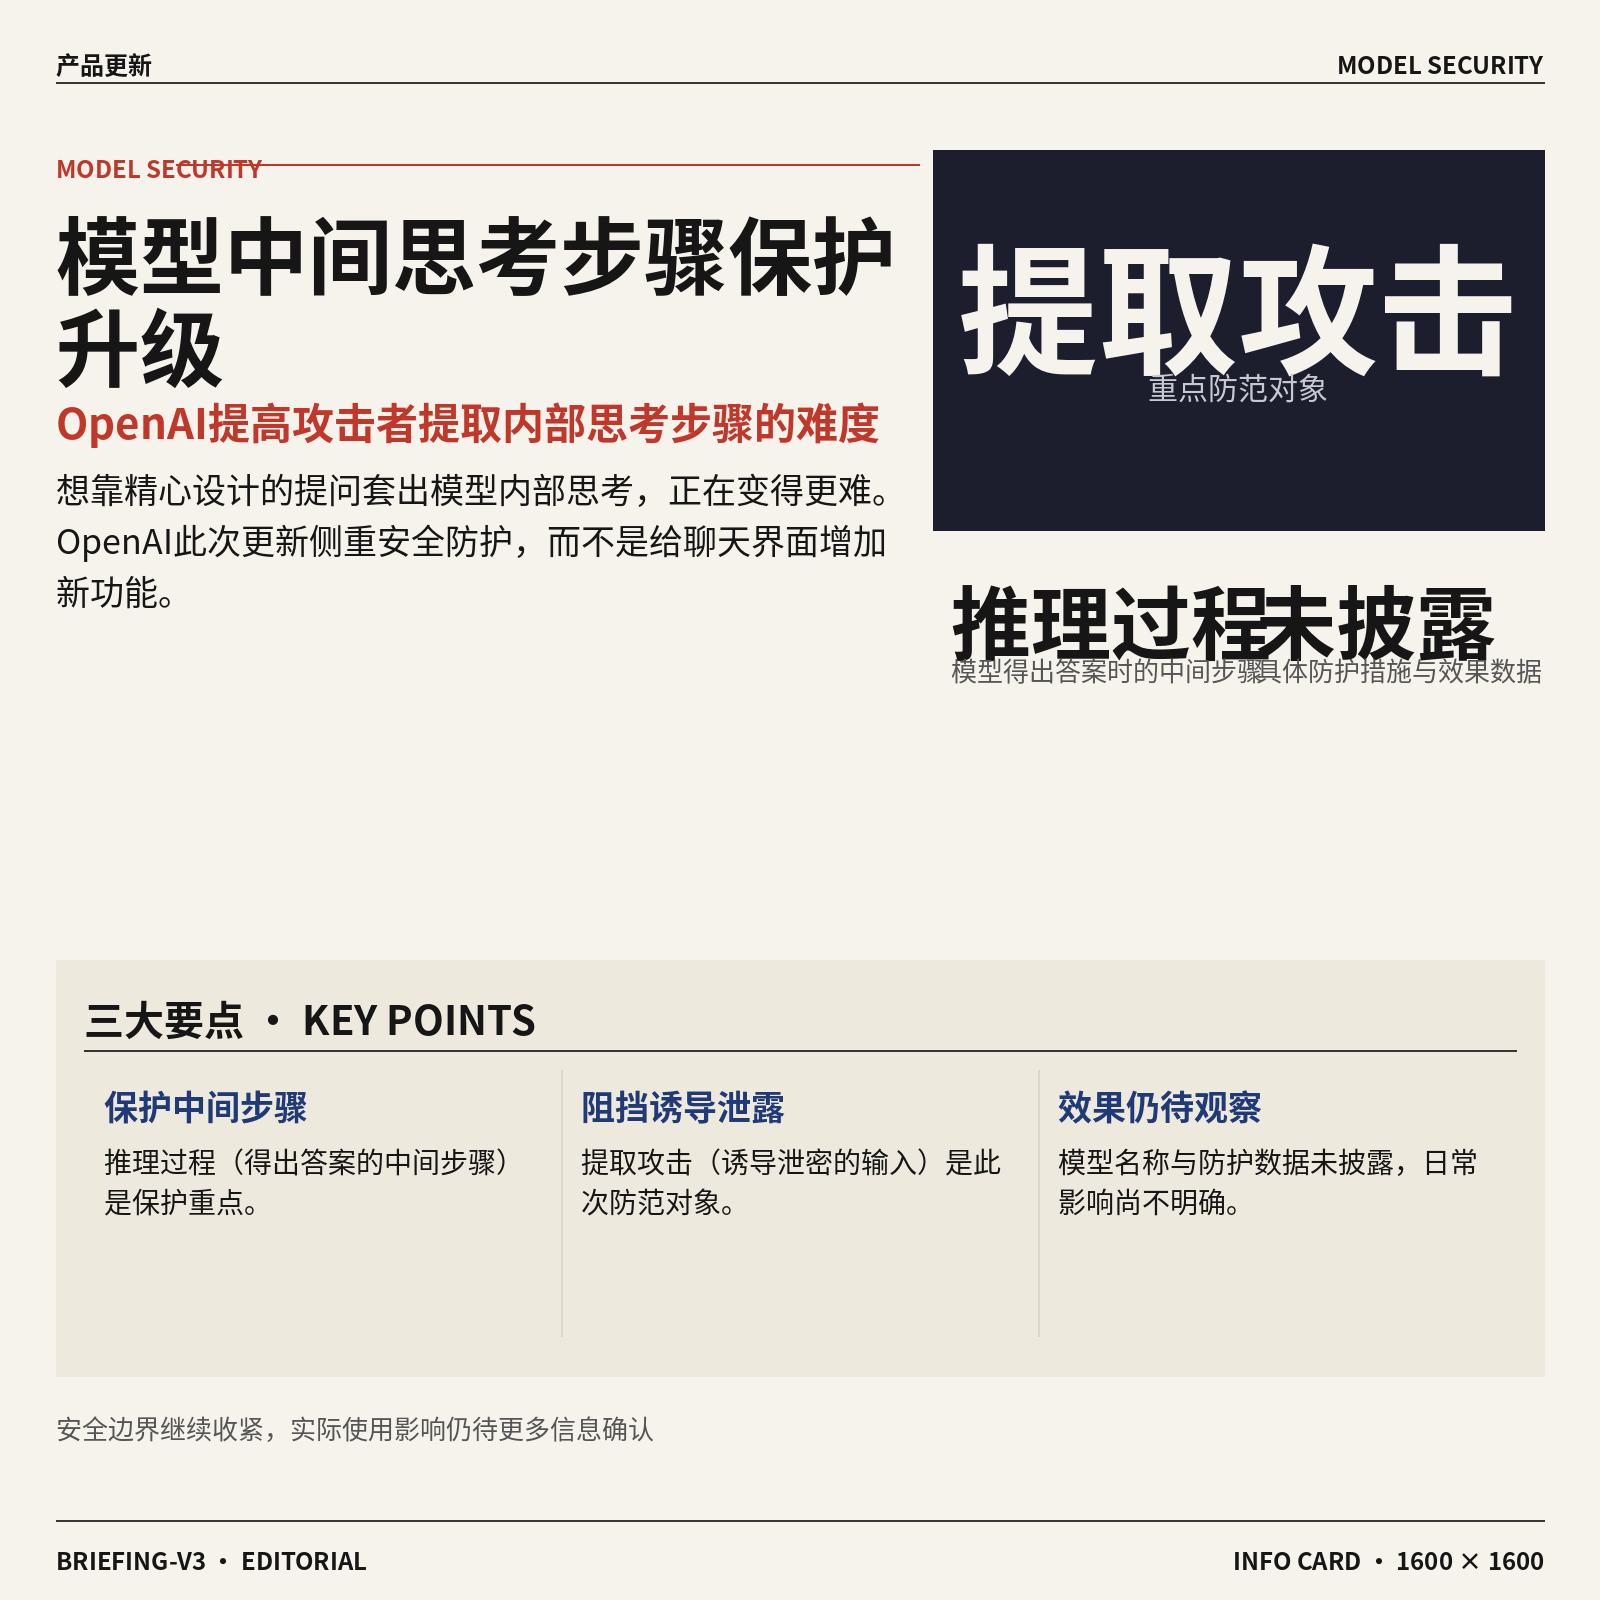 产品更新
MODEL SECURITY
MODEL SECURITY
模型中间思考步骤保护
升级
OpenAI提高攻击者提取内部思考步骤的难度
想靠精心设计的提问套出模型内部思考，正在变得更难。
OpenAI此次更新侧重安全防护，而不是给聊天界面增加
新功能。
提取攻击
重点防范对象
推理过程
模型得出答案时的中间步骤
未披露
具体防护措施与效果数据
三大要点 · KEY POINTS
保护中间步骤
推理过程（得出答案的中间步骤）
是保护重点。
阻挡诱导泄露
提取攻击（诱导泄密的输入）是此
次防范对象。
效果仍待观察
模型名称与防护数据未披露，日常
影响尚不明确。
安全边界继续收紧，实际使用影响仍待更多信息确认
BRIEFING-V3 · EDITORIAL
INFO CARD · 1600 × 1600